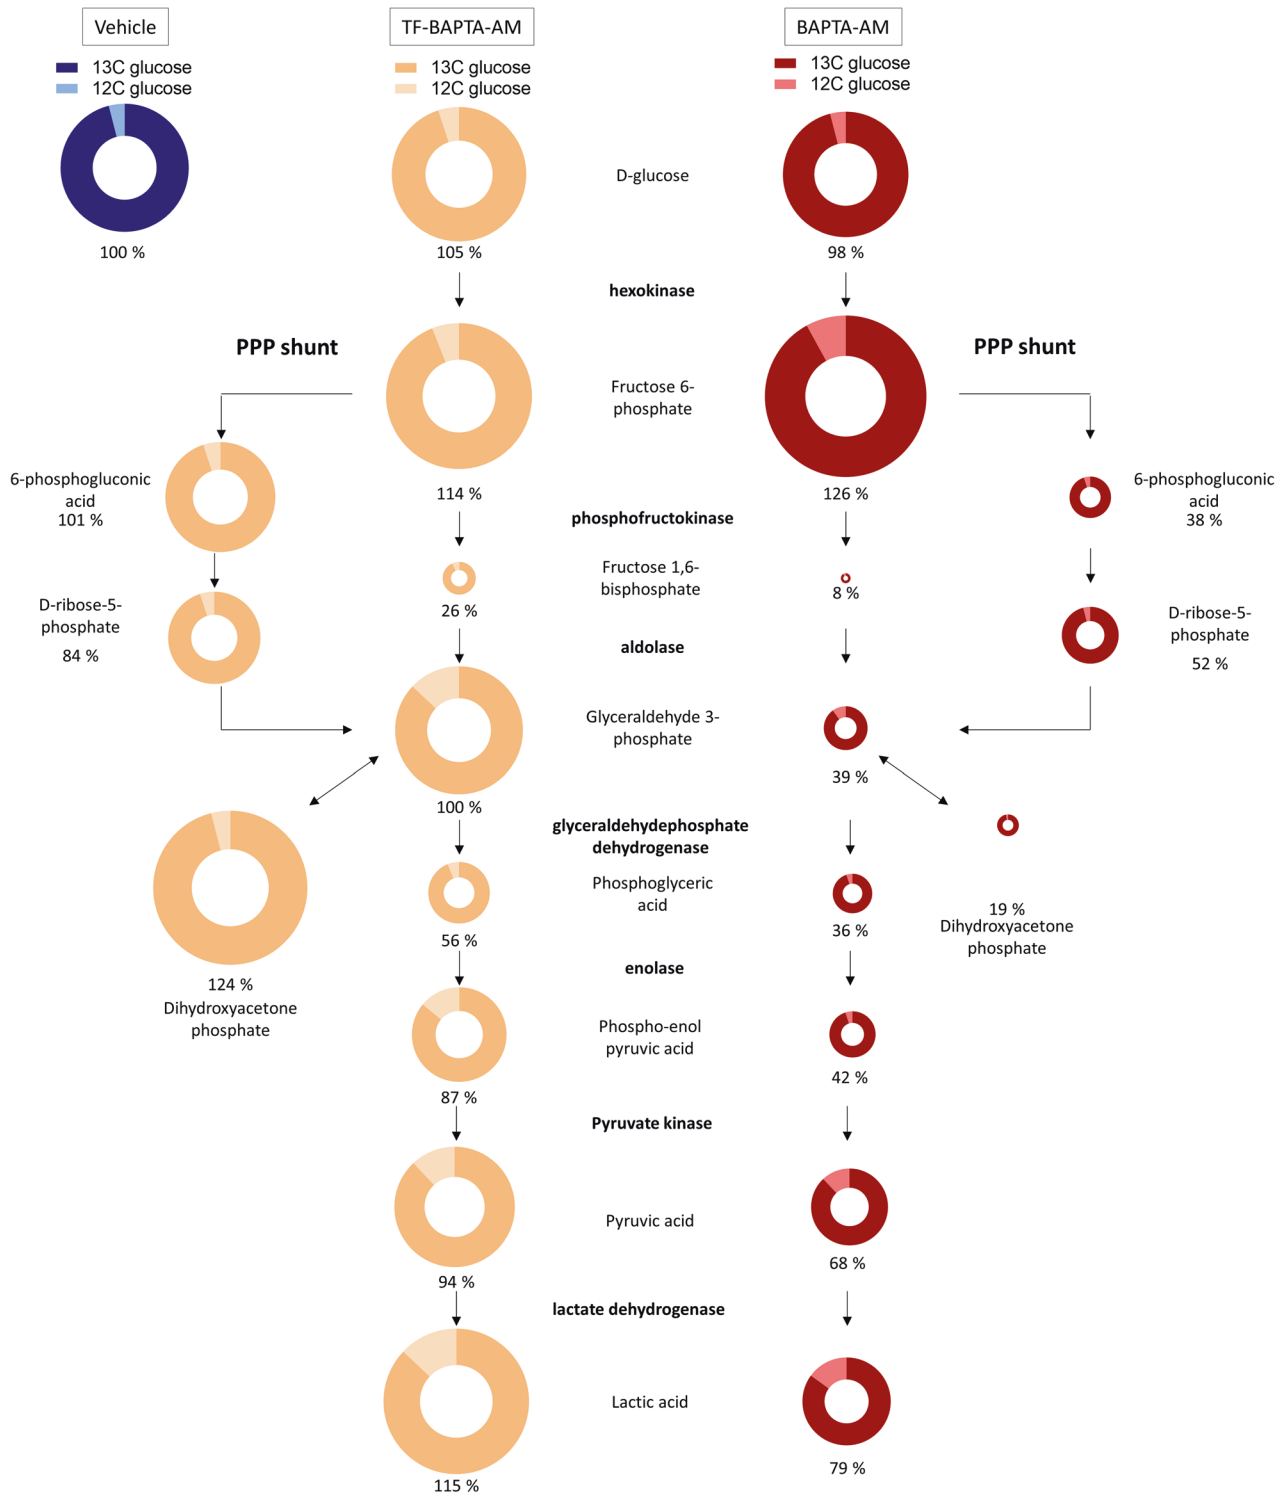 Vehicle
TF-BAPTA-AM
BAPTA-AM
13C glucose
12C glucose
13C glucose
12C glucose
13C glucose
12C glucose
D-glucose
100 %
105 %
98 %
hexokinase
PPP shunt
PPP shunt
Fructose 6-
phosphate
6-phosphogluconic
acid
101 %
114 %
126 %
6-phosphogluconic
acid
38 %
phosphofructokinase
Fructose 1,6-
bisphosphate
26 %
8 %
D-ribose-5-
phosphate
84 %
aldolase
D-ribose-5-
phosphate
52 %
Glyceraldehyde 3-
phosphate
100 %
39 %
glyceraldehydephosphate
dehydrogenase
Phosphoglyceric
acid
56 %
36 %
19 %
Dihydroxyacetone
phosphate
124 %
Dihydroxyacetone
phosphate
enolase
Phospho-enol
pyruvic acid
87 %
42 %
Pyruvate kinase
Pyruvic acid
94 %
68 %
lactate dehydrogenase
Lactic acid
115 %
79 %